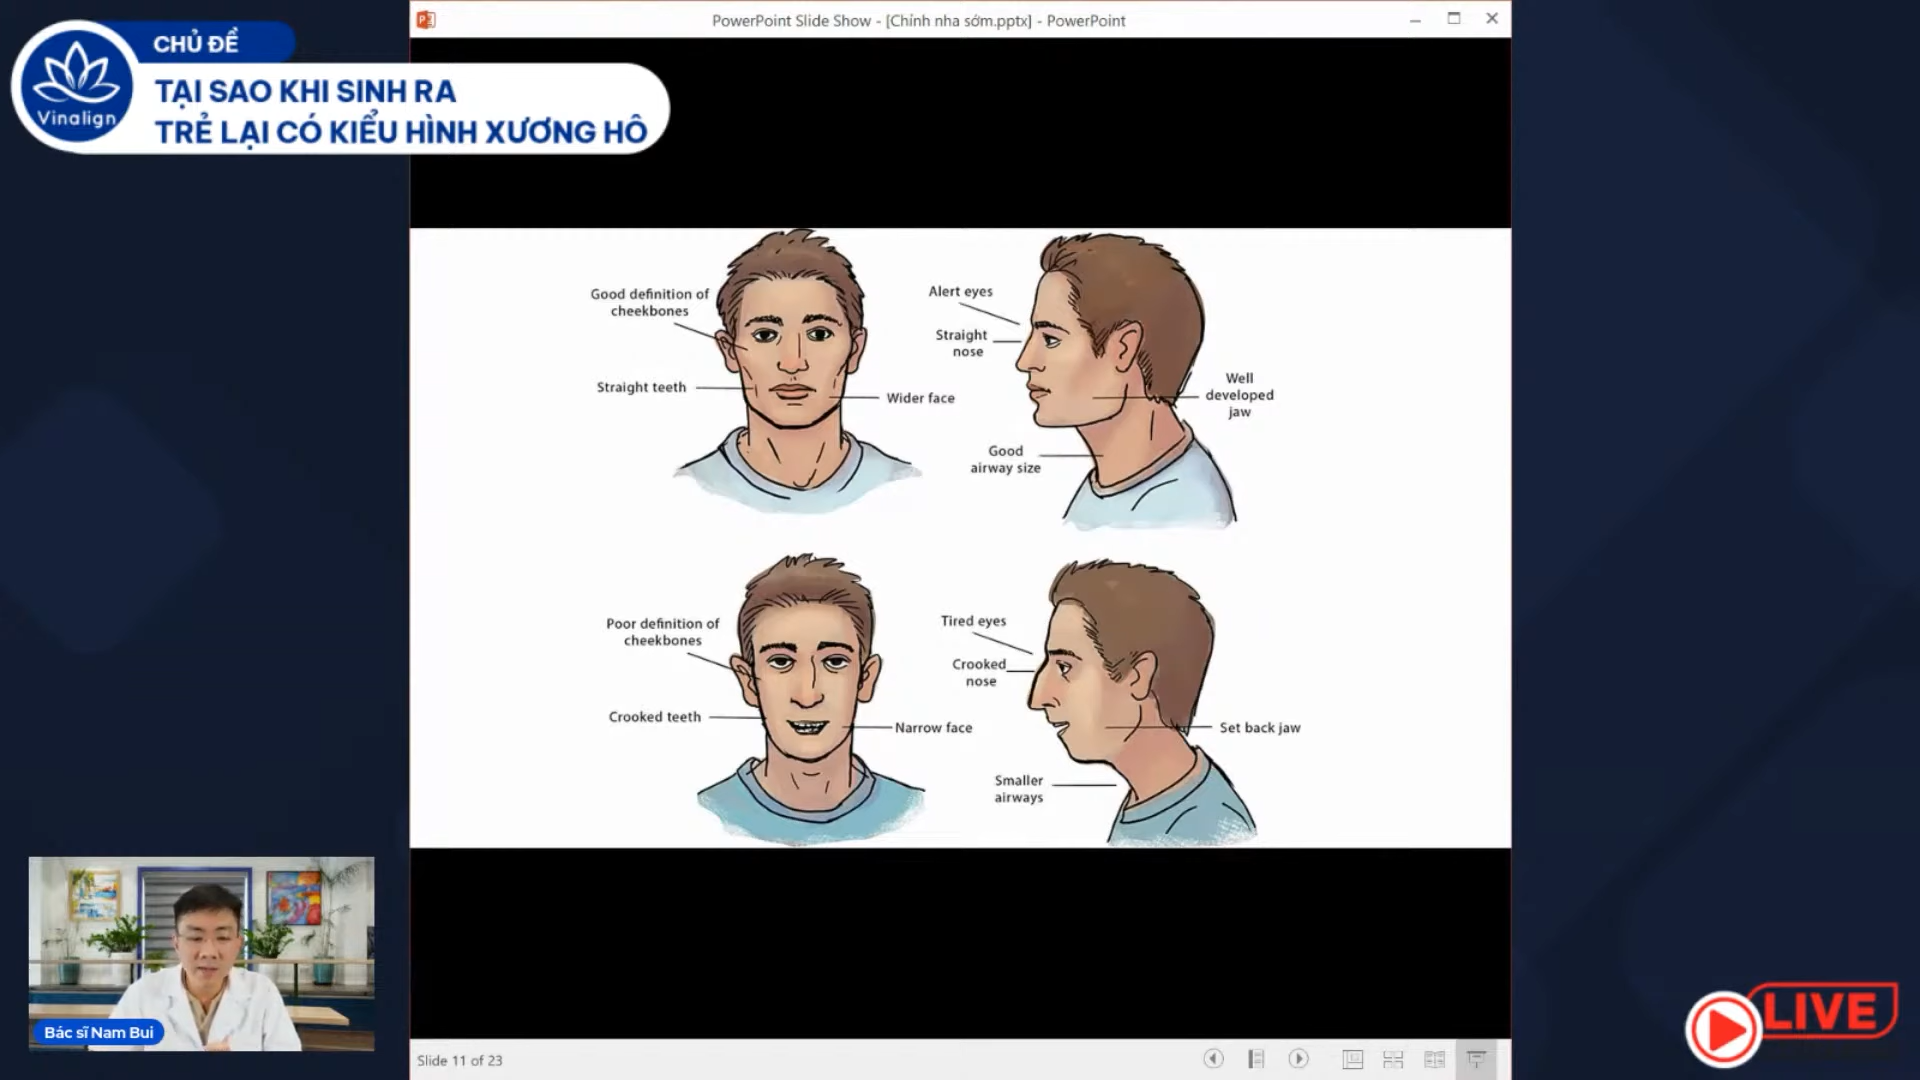 PowerPoint Slide Show - [Chỉnh nha sớm.pptx] - PowerPoint
CHỦ ĐỀ
TẠI SAO KHI SINH RA
TRẺ LẠI CÓ KIỂU HÌNH XƯƠNG HÔ
Vinalign
Good definition of
cheekbones
Straight teeth
Wider face
Alert eyes
Straight
nose
Well
developed
jaw
Good
airway size
Poor definition of
cheekbones
Crooked teeth
Narrow face
Tired eyes
Crooked
nose
Set back jaw
Smaller
airways
Bác sĩ Nam Bui
LIVE
Slide 11 of 23